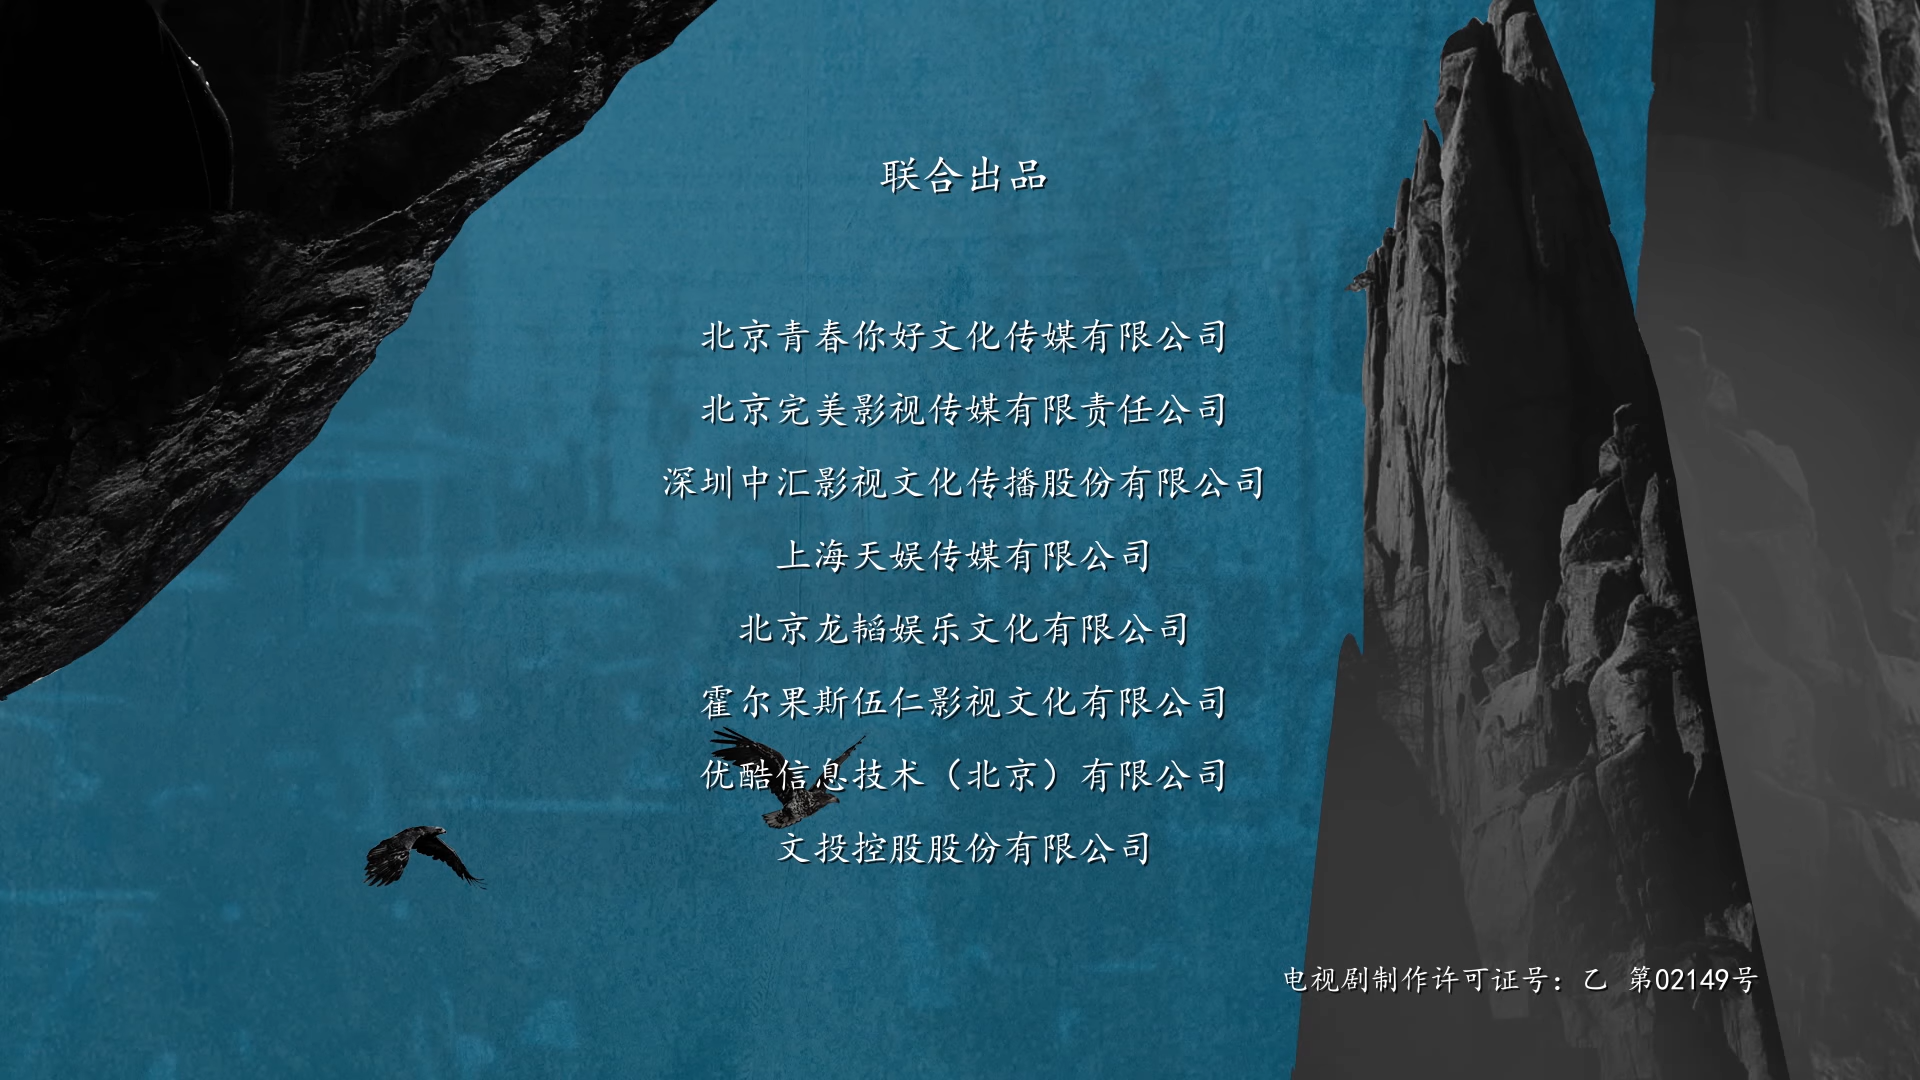 联合出品
北京青春你好文化传媒有限公司
北京完美影视传媒有限责任公司
深圳中汇影视文化传播股份有限公司
上海天娱传媒有限公司
北京龙韬娱乐文化有限公司
霍尔果斯伍仁影视文化有限公司
优酷信息技术（北京）有限公司
文投控股股份有限公司
电视剧制作许可证号：乙 第02149号